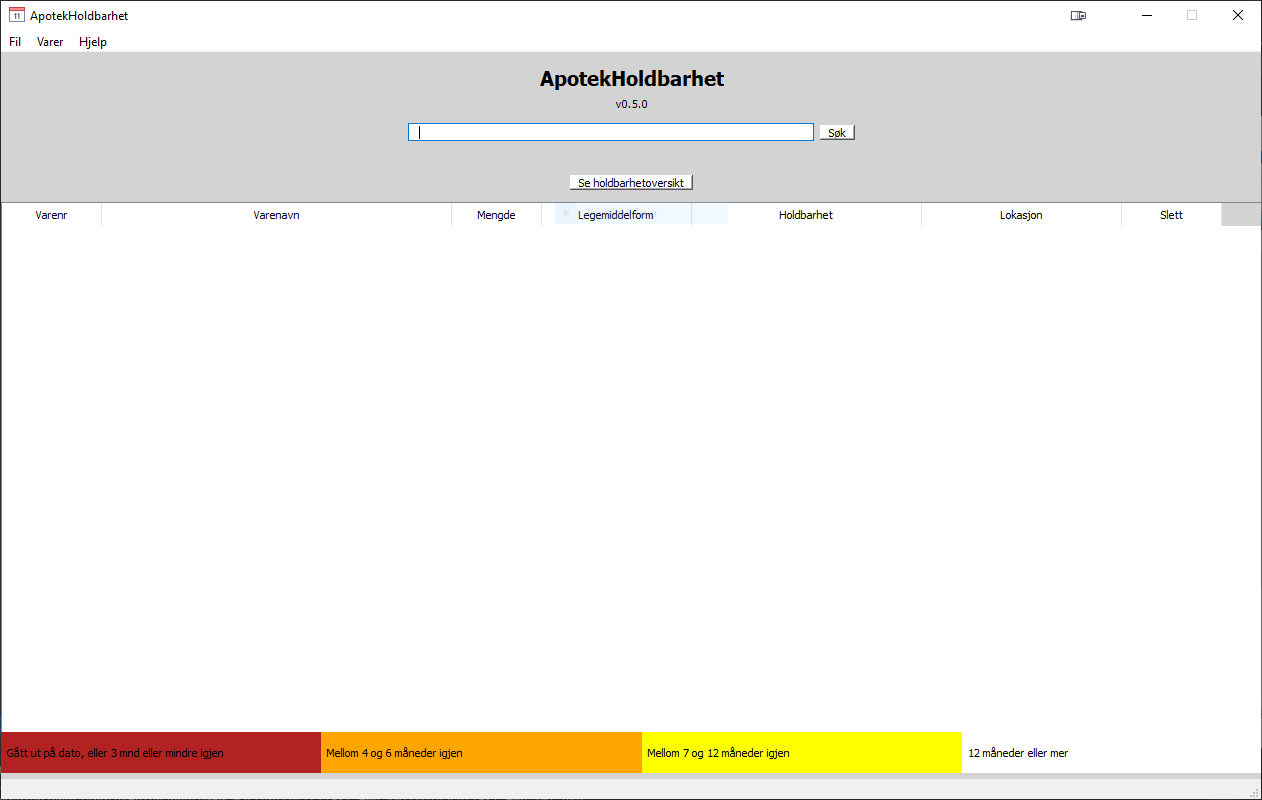 ApotekHoldbarhet
Fil Varer Hjelp
ApotekHoldbarhet
v0.5.0
Søk
Se holdbarhetoversikt
Varenr Varenavn Mengde Legemiddelform Holdbarhet Lokasjon Slett
Gått ut på dato, eller 3 mnd eller mindre igjen Mellom 4 og 6 måneder igjen Mellom 7 og 12 måneder igjen 12 måneder eller mer